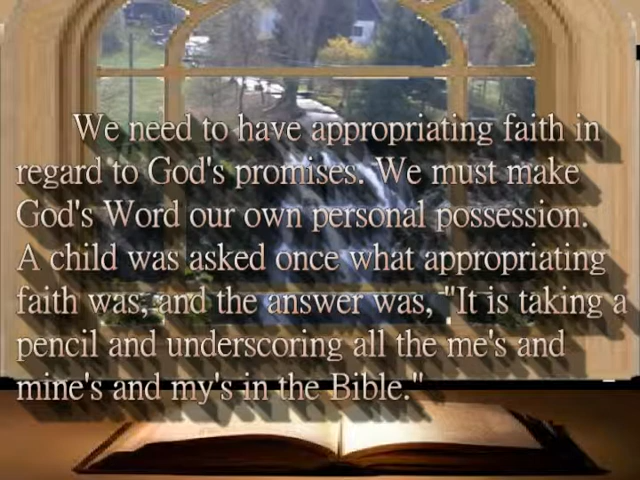 We need to have appropriating faith in
regard to God's promises. We must make
God's Word our own personal possession.
A child was asked once what appropriating
faith was, and the answer was, "It is taking a
pencil and underscoring all the me's and
mine's and my's in the Bible."